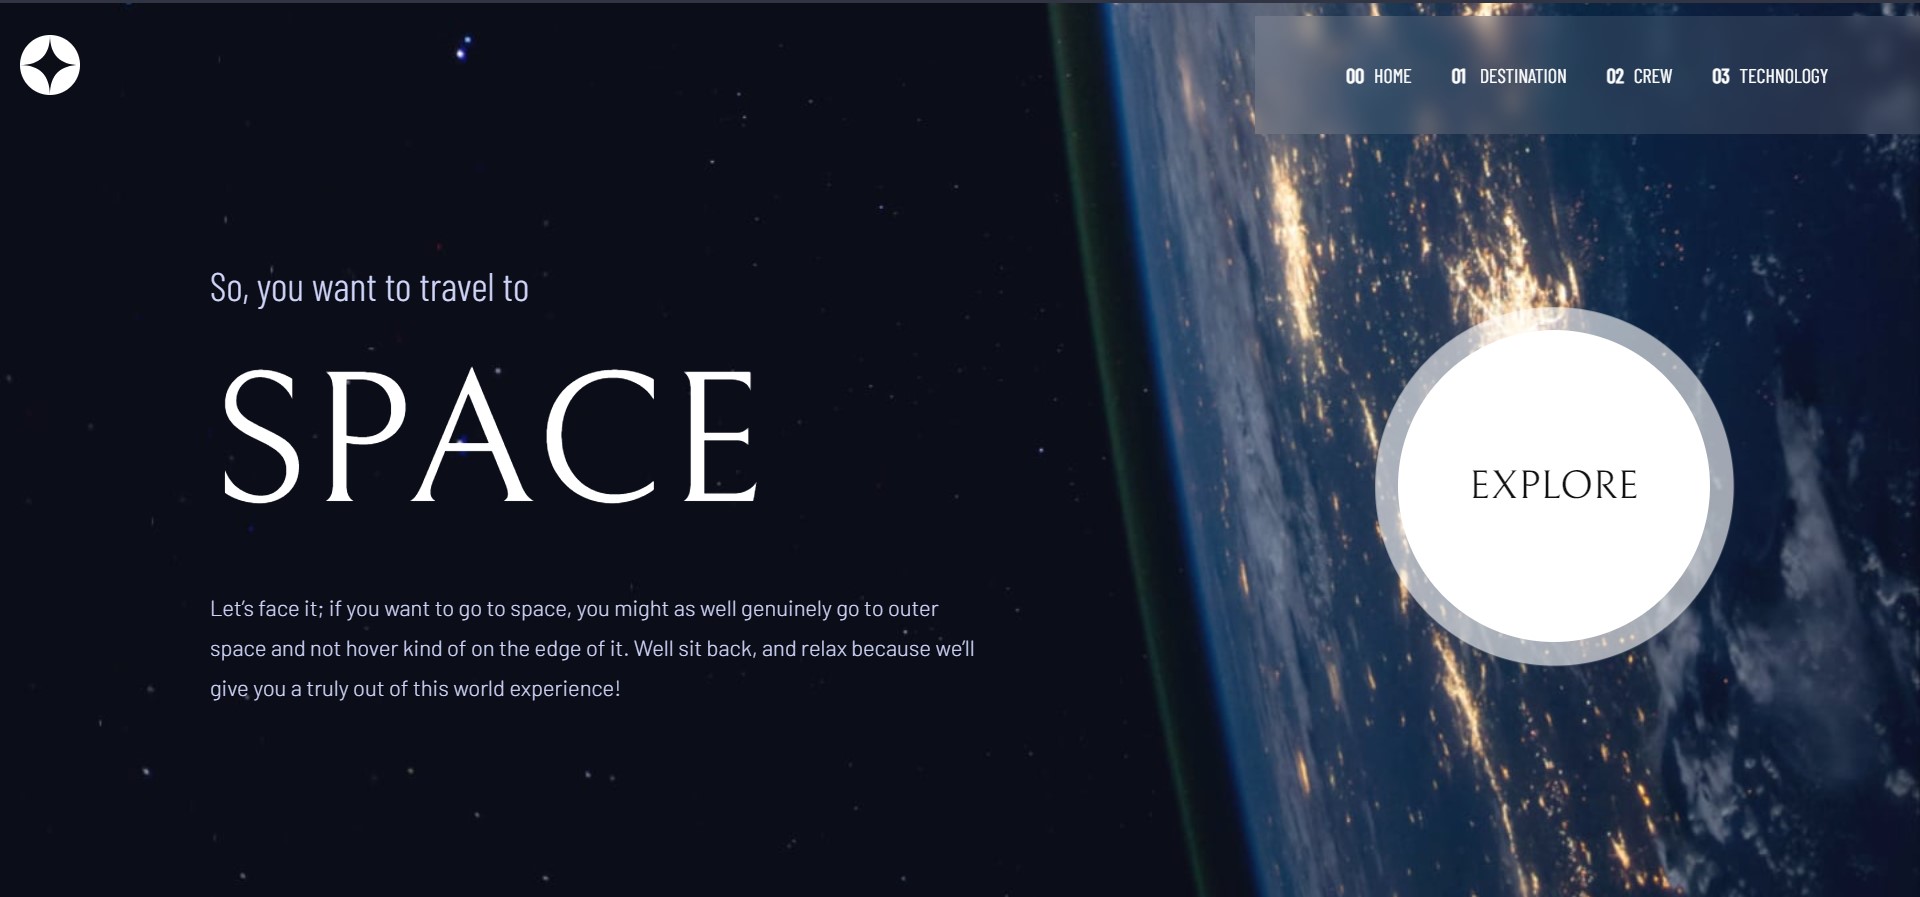 00 HOME 01 DESTINATION 02 CREW 03 TECHNOLOGY
So, you want to travel to
SPACE
Let’s face it; if you want to go to space, you might as well genuinely go to outer
space and not hover kind of on the edge of it. Well sit back, and relax because we’ll
give you a truly out of this world experience!
EXPLORE